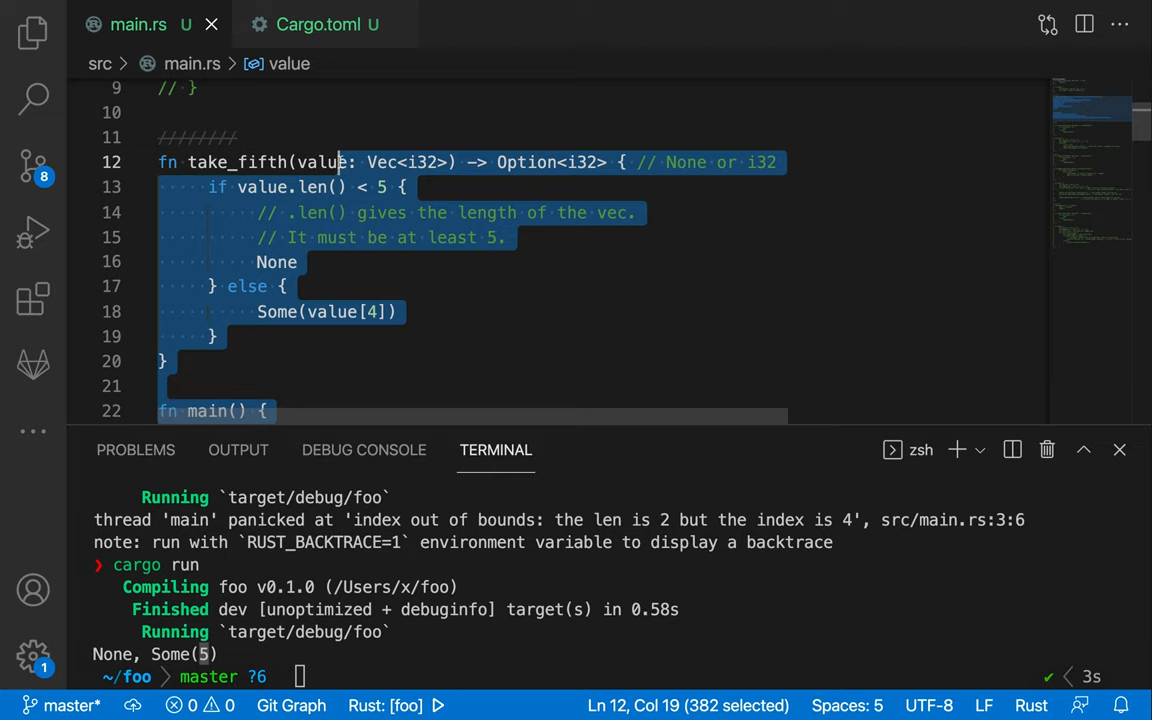 main.rs U
Cargo.toml U
src > main.rs > value
9 // }
10
11 ////////
12 fn take_fifth(value: Vec<i32>) -> Option<i32> { // None or i32
13 if value.len() < 5 {
14 // .len() gives the length of the vec.
15 // It must be at least 5.
16 None
17 } else {
18 Some(value[4])
19 }
20 }
21
22 fn main() {
8
PROBLEMS OUTPUT DEBUG CONSOLE TERMINAL zsh
Running `target/debug/foo`
thread 'main' panicked at 'index out of bounds: the len is 2 but the index is 4', src/main.rs:3:6
note: run with `RUST_BACKTRACE=1` environment variable to display a backtrace
❯ cargo run
Compiling foo v0.1.0 (/Users/x/foo)
Finished dev [unoptimized + debuginfo] target(s) in 0.58s
Running `target/debug/foo`
None, Some(5)
~/foo master ?6 ✔ 3s
1
master* 0 0 Git Graph Rust: [foo] Ln 12, Col 19 (382 selected) Spaces: 5 UTF-8 LF Rust